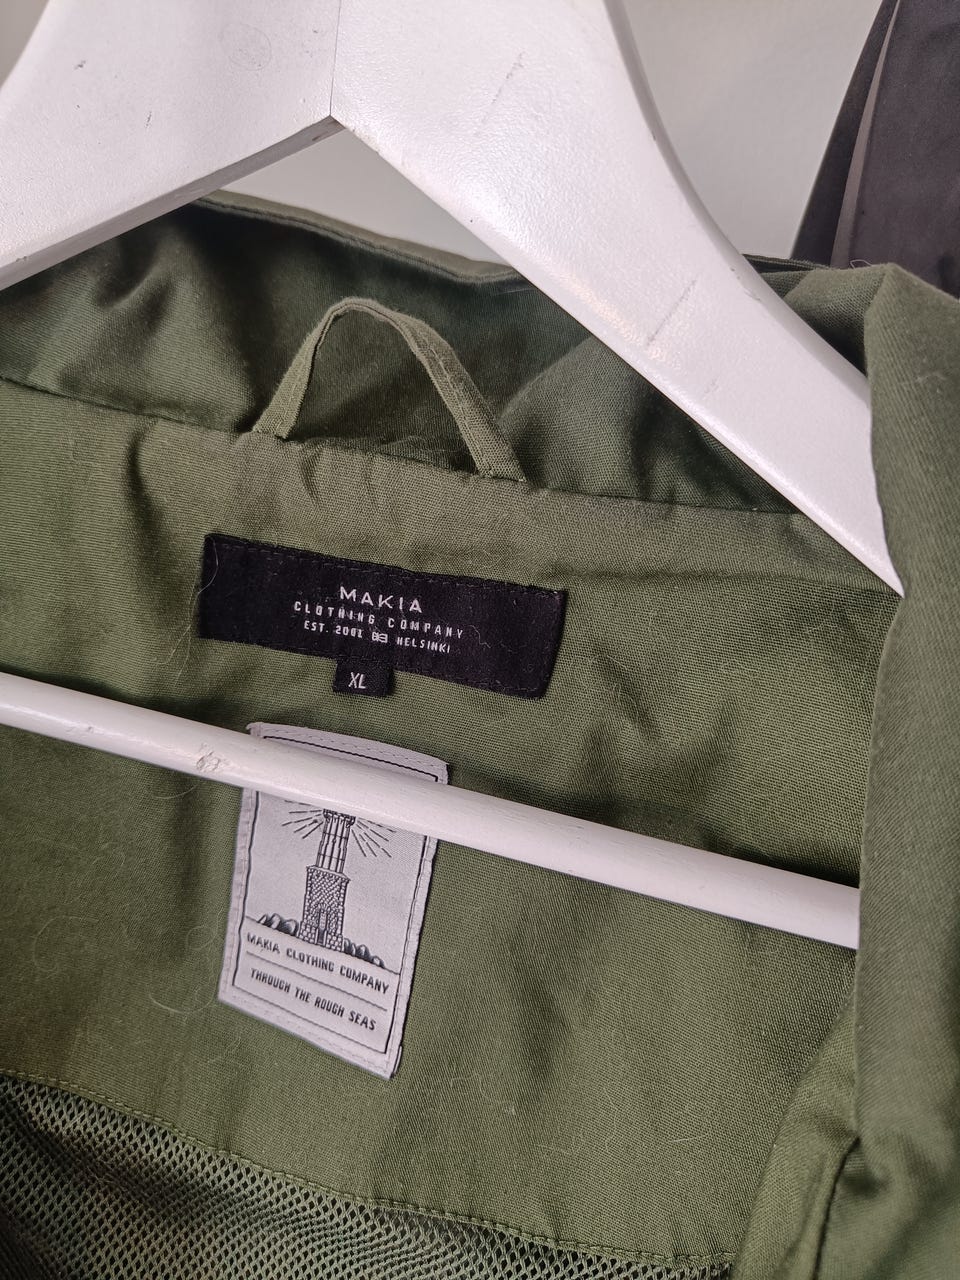 MAKIA
CLOTHING COMPANY
EST. 2001 HELSINKI
XL
MAKIA CLOTHING COMPANY
THROUGH THE ROUGH SEAS